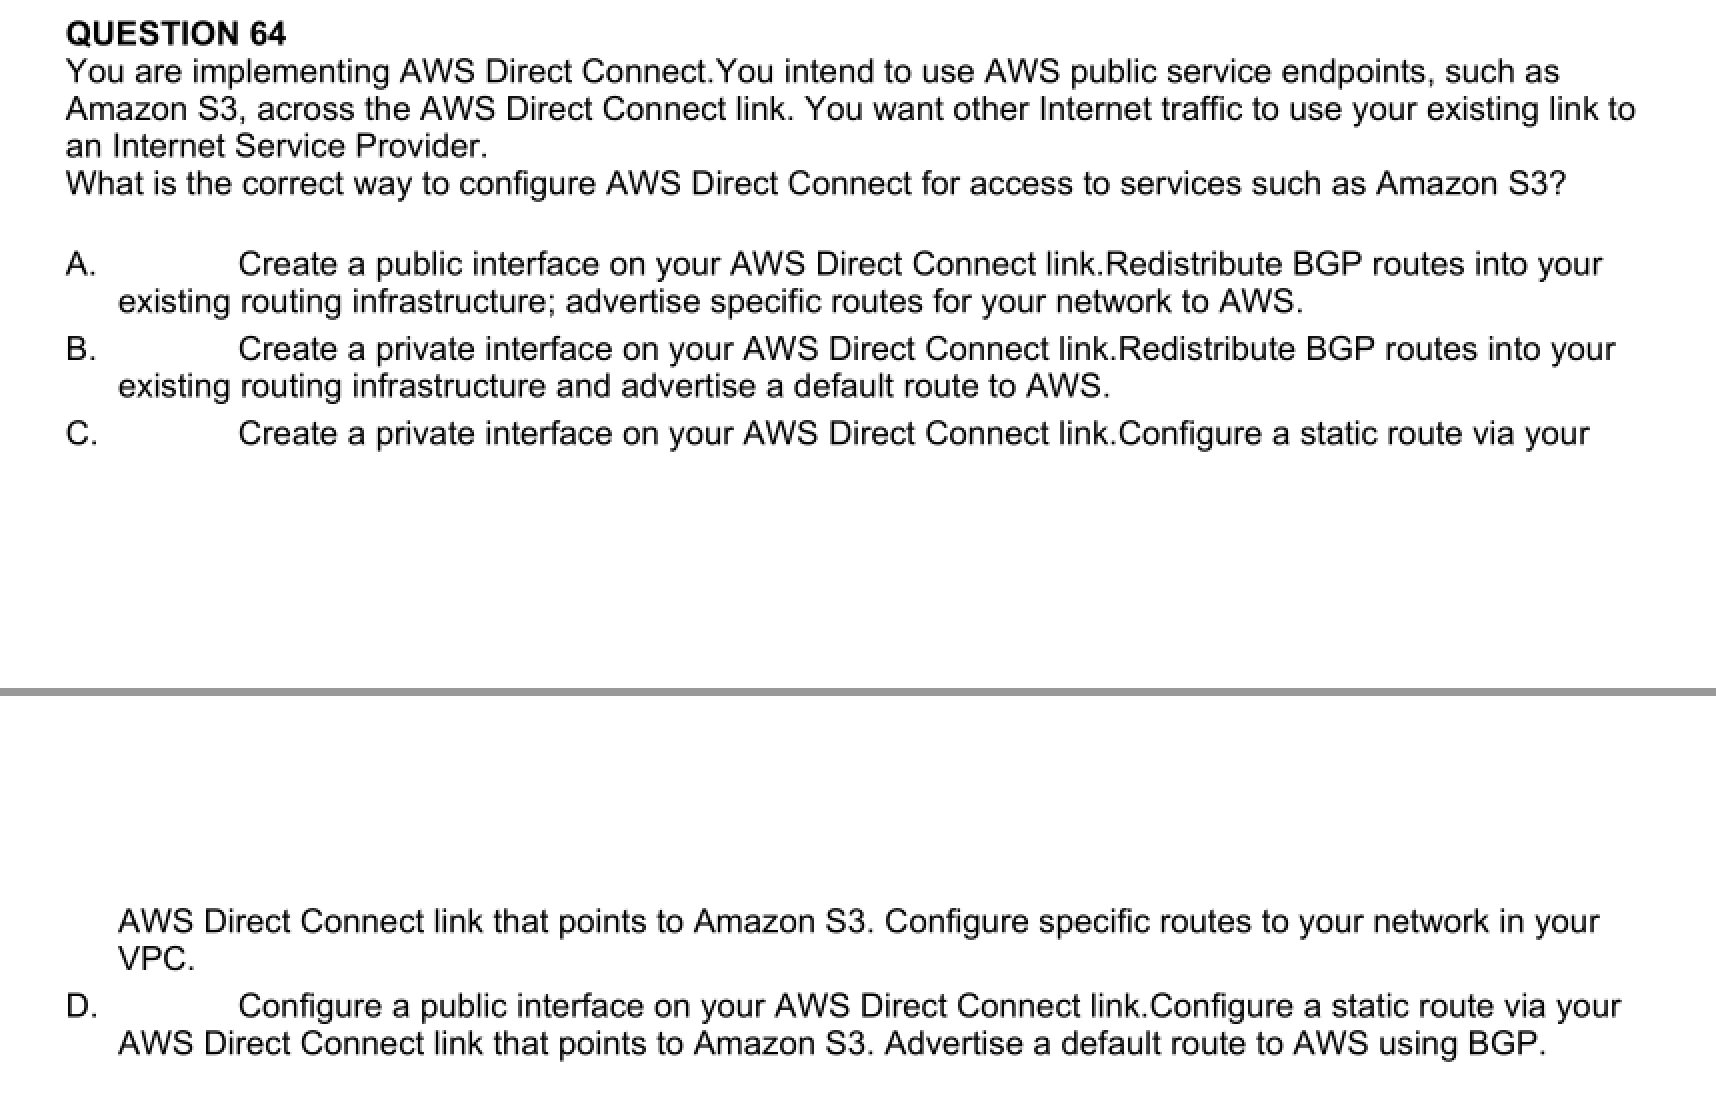 QUESTION 64
You are implementing AWS Direct Connect.You intend to use AWS public service endpoints, such as
Amazon S3, across the AWS Direct Connect link. You want other Internet traffic to use your existing link to
an Internet Service Provider.
What is the correct way to configure AWS Direct Connect for access to services such as Amazon S3?
A. Create a public interface on your AWS Direct Connect link.Redistribute BGP routes into your
existing routing infrastructure; advertise specific routes for your network to AWS.
B. Create a private interface on your AWS Direct Connect link.Redistribute BGP routes into your
existing routing infrastructure and advertise a default route to AWS.
C. Create a private interface on your AWS Direct Connect link.Configure a static route via your
AWS Direct Connect link that points to Amazon S3. Configure specific routes to your network in your
VPC.
D. Configure a public interface on your AWS Direct Connect link.Configure a static route via your
AWS Direct Connect link that points to Amazon S3. Advertise a default route to AWS using BGP.